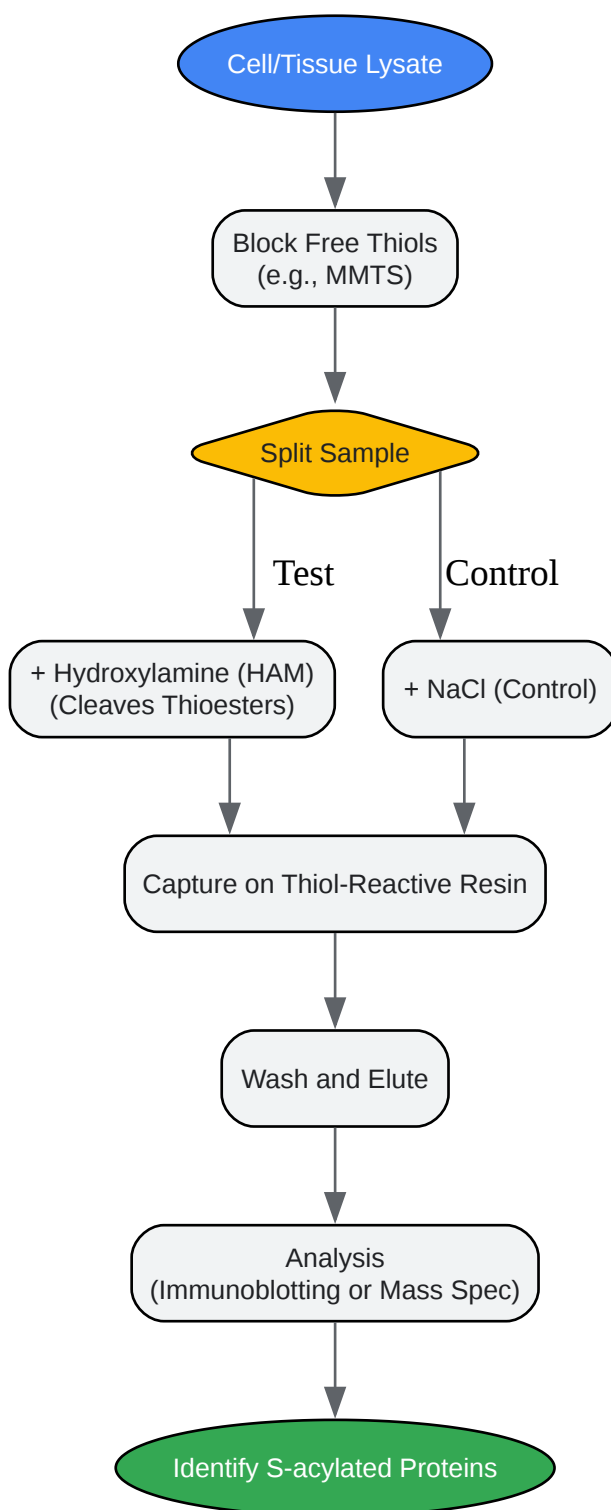 Cell/Tissue Lysate
Block Free Thiols
(e.g., MMTS)
Split Sample
Test
Control
+ Hydroxylamine (HAM)
(Cleaves Thioesters)
+ NaCl (Control)
Capture on Thiol-Reactive Resin
Wash and Elute
Analysis
(Immunoblotting or Mass Spec)
Identify S-acylated Proteins